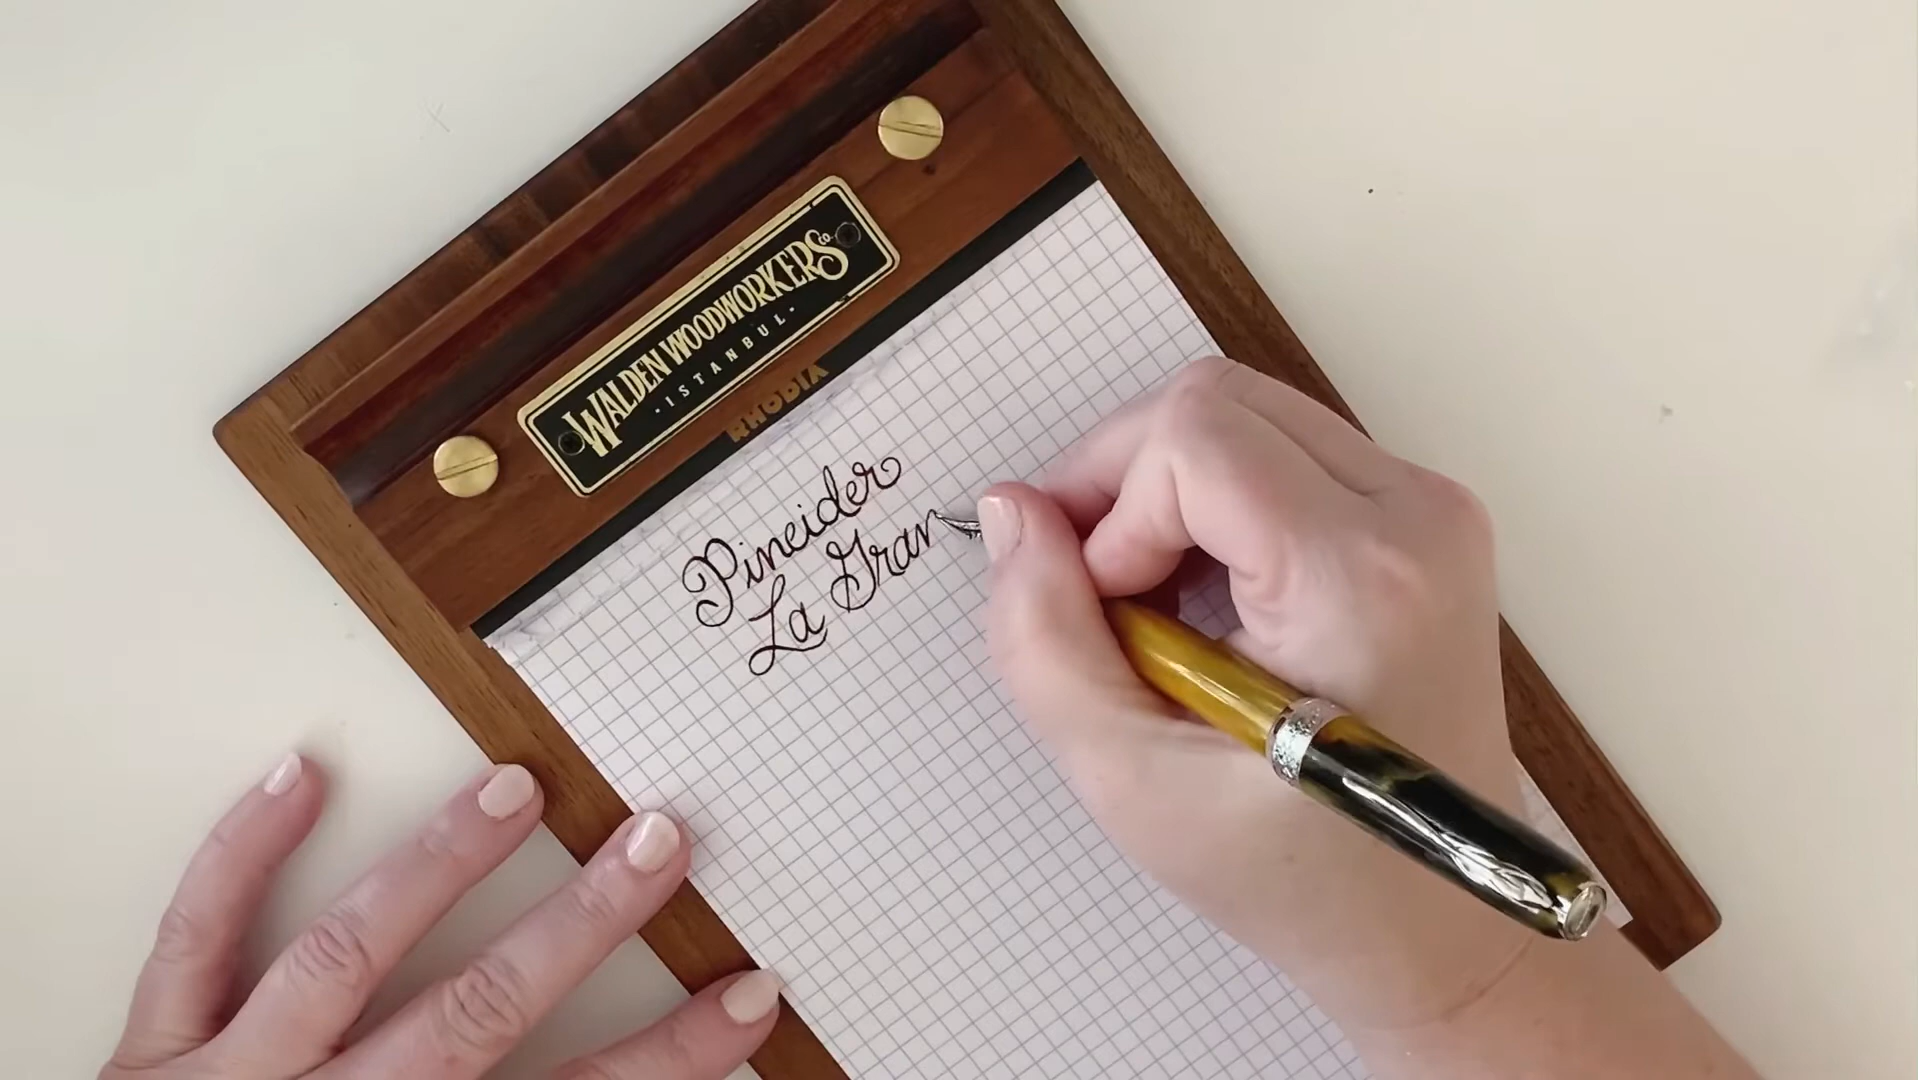 WALDEN WOODWORKERS Co.
· ISTANBUL ·
RHODIA
Pineider
La Gran